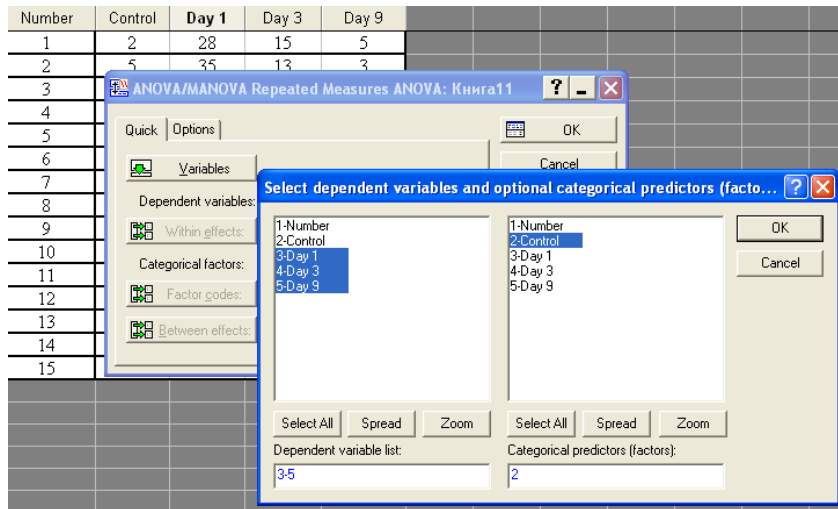 Number Control Day 1 Day 3 Day 9
1 2 28 15 5
2 5 35 13 3
3
4
5
6
7
8
9
10
11
12
13
14
15
ANOVA/MANOVA Repeated Measures ANOVA: Книга11
Quick Options
OK
Cancel
Variables
Dependent variables:
Within effects:
Categorical factors:
Factor codes:
Between effects:
Select dependent variables and optional categorical predictors (facto...
1-Number
2-Control
3-Day 1
4-Day 3
5-Day 9
1-Number
2-Control
3-Day 1
4-Day 3
5-Day 9
OK
Cancel
Select All Spread Zoom
Select All Spread Zoom
Dependent variable list:
3-5
Categorical predictors (factors):
2